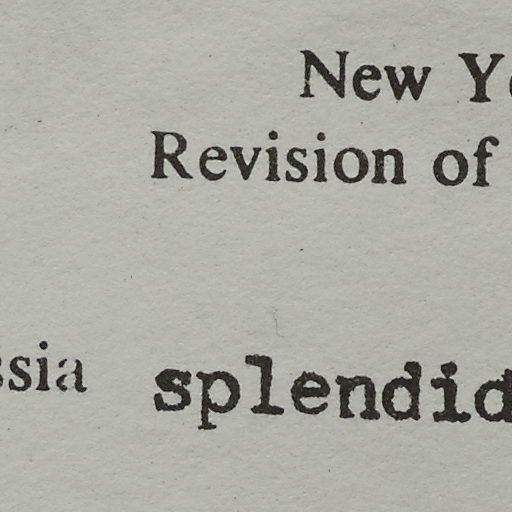 New Y
Revision of
ssia splendid